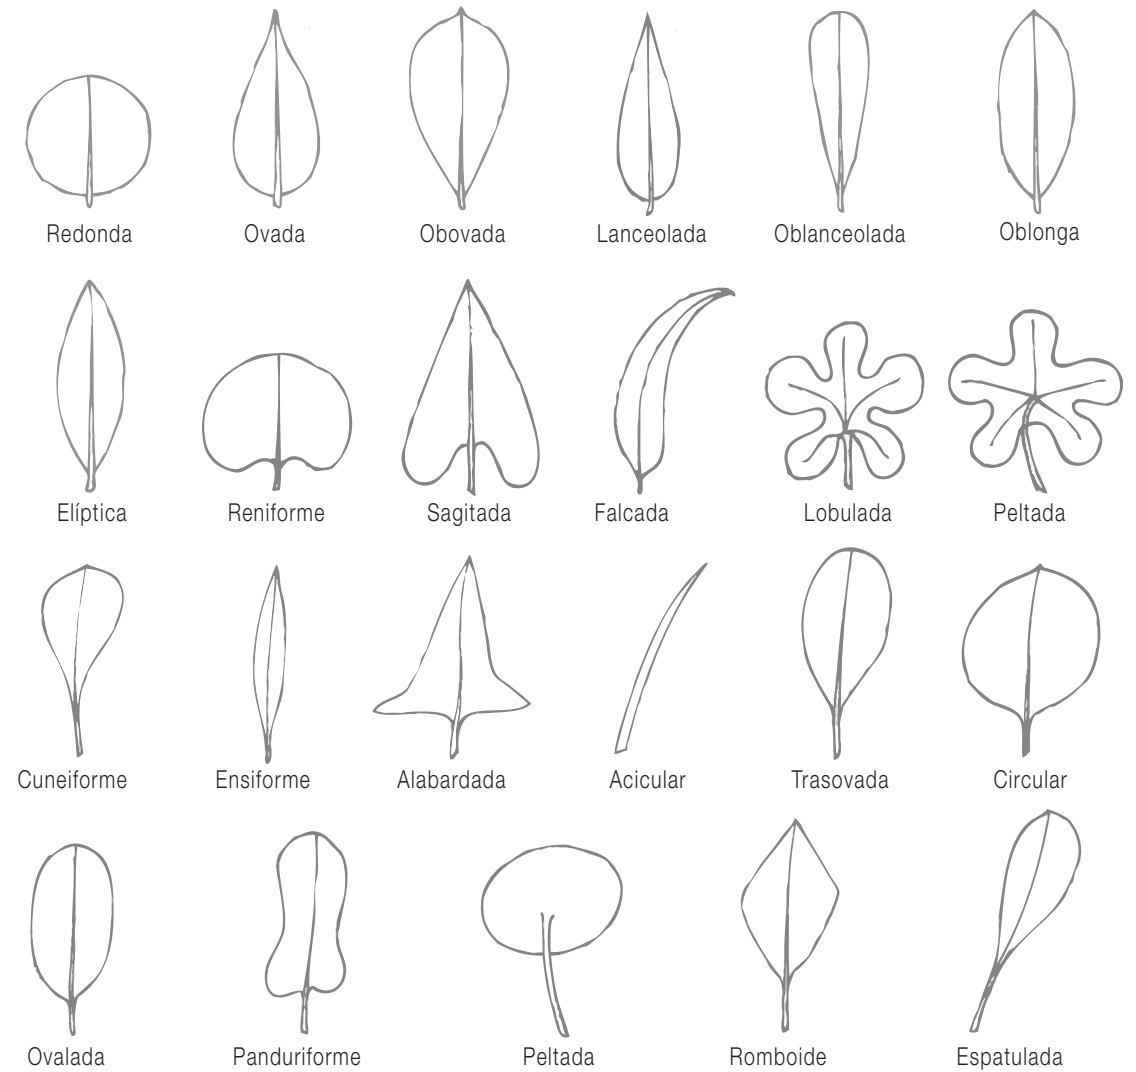 Redonda Ovada Obovada Lanceolada Oblanceolada Oblonga
Elíptica Reniforme Sagitada Falcada Lobulada Peltada
Cuneiforme Ensiforme Alabardada Acicular Trasovada Circular
Ovalada Panduriforme Peltada Romboide Espatulada